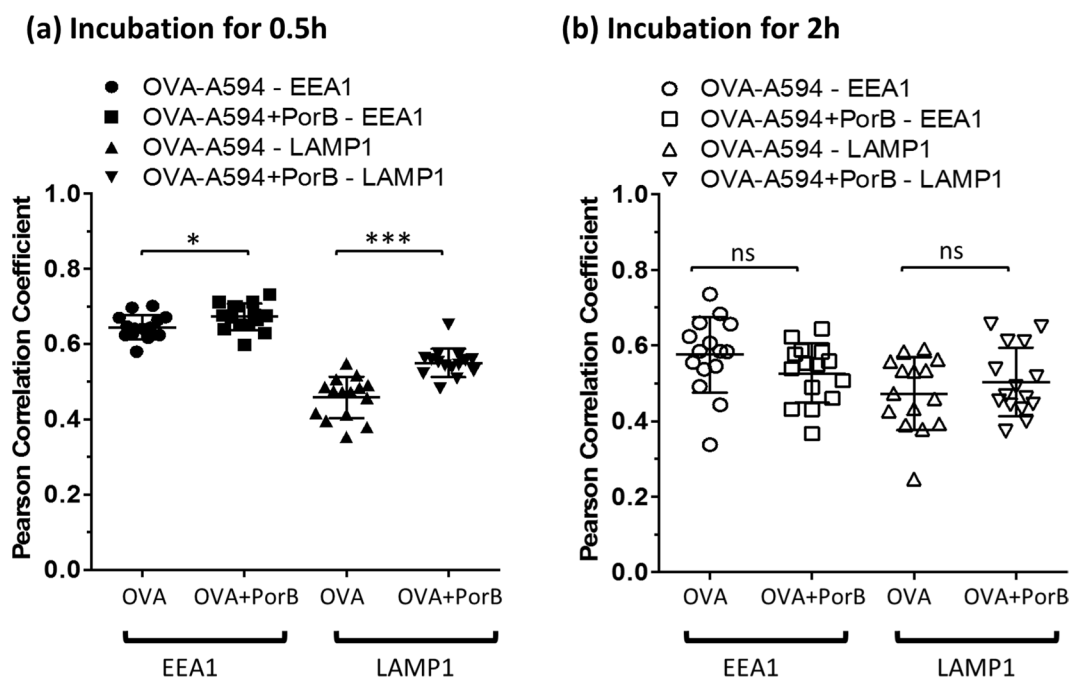 (a) Incubation for 0.5h
OVA-A594 - EEA1
OVA-A594+PorB - EEA1
OVA-A594 - LAMP1
OVA-A594+PorB - LAMP1
Pearson Correlation Coefficient
1.0
0.8
0.6
0.4
0.2
0.0
*
***
OVA
OVA+PorB
OVA
OVA+PorB
EEA1
LAMP1
(b) Incubation for 2h
OVA-A594 - EEA1
OVA-A594+PorB - EEA1
OVA-A594 - LAMP1
OVA-A594+PorB - LAMP1
Pearson Correlation Coefficient
1.0
0.8
0.6
0.4
0.2
0.0
ns
ns
OVA
OVA+PorB
OVA
OVA+PorB
EEA1
LAMP1